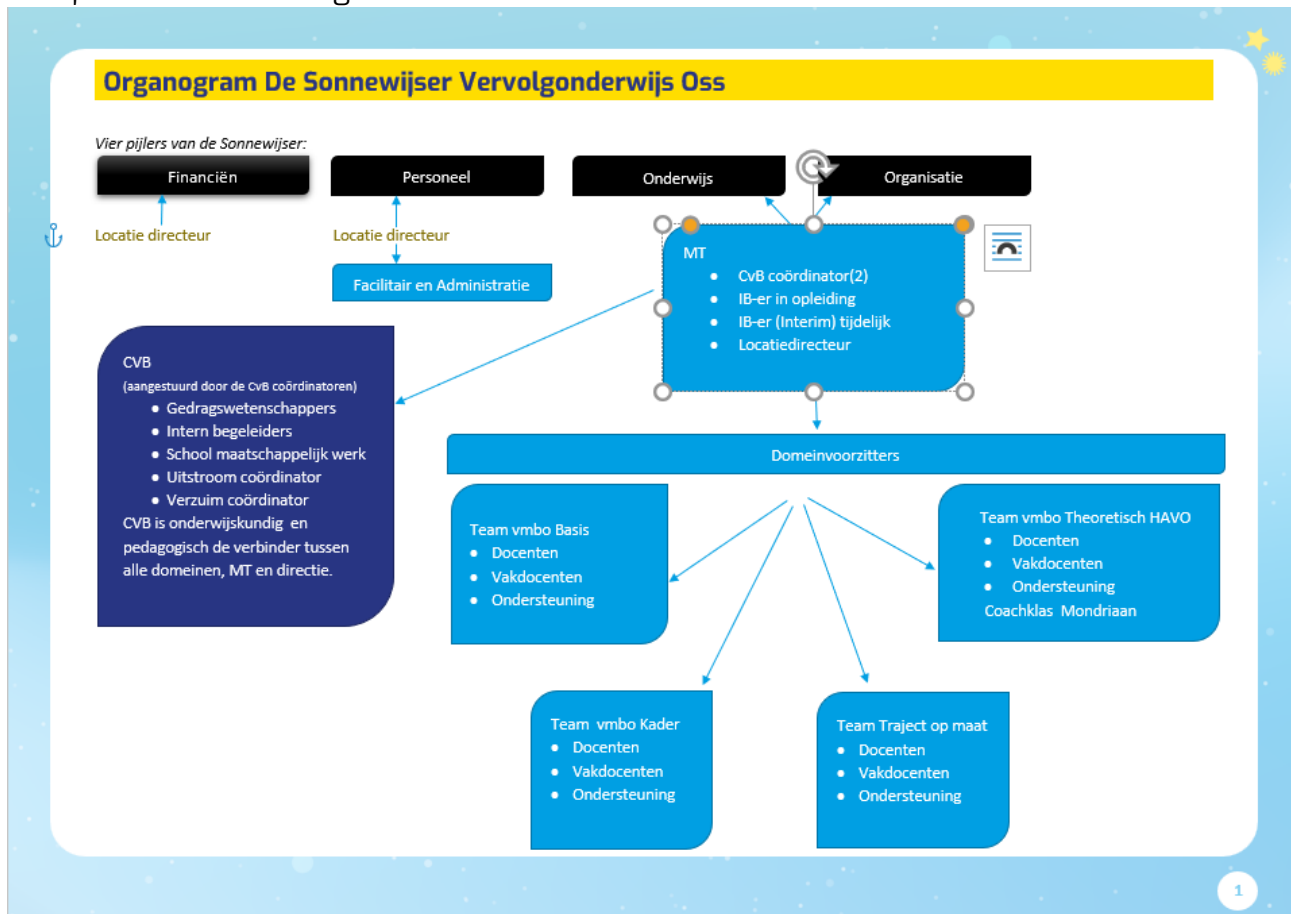 Organogram De Sonnewijser Vervolgonderwijs Oss
Vier pijlers van de Sonnewijser:
Financiën
Personeel
Onderwijs
Organisatie
Locatie directeur
Locatie directeur
Facilitair en Administratie
MT
• CvB coördinator(2)
• IB-er in opleiding
• IB-er (Interim) tijdelijk
• Locatiedirecteur
CVB
(aangestuurd door de CvB coördinatoren)
• Gedragswetenschappers
• Intern begeleiders
• School maatschappelijk werk
• Uitstroom coördinator
• Verzuim coördinator
CVB is onderwijskundig en
pedagogisch de verbinder tussen
alle domeinen, MT en directie.
Domeinvoorzitters
Team vmbo Basis
• Docenten
• Vakdocenten
• Ondersteuning
Team vmbo Theoretisch HAVO
• Docenten
• Vakdocenten
• Ondersteuning
Coachklas Mondriaan
Team vmbo Kader
• Docenten
• Vakdocenten
• Ondersteuning
Team Traject op maat
• Docenten
• Vakdocenten
• Ondersteuning
1